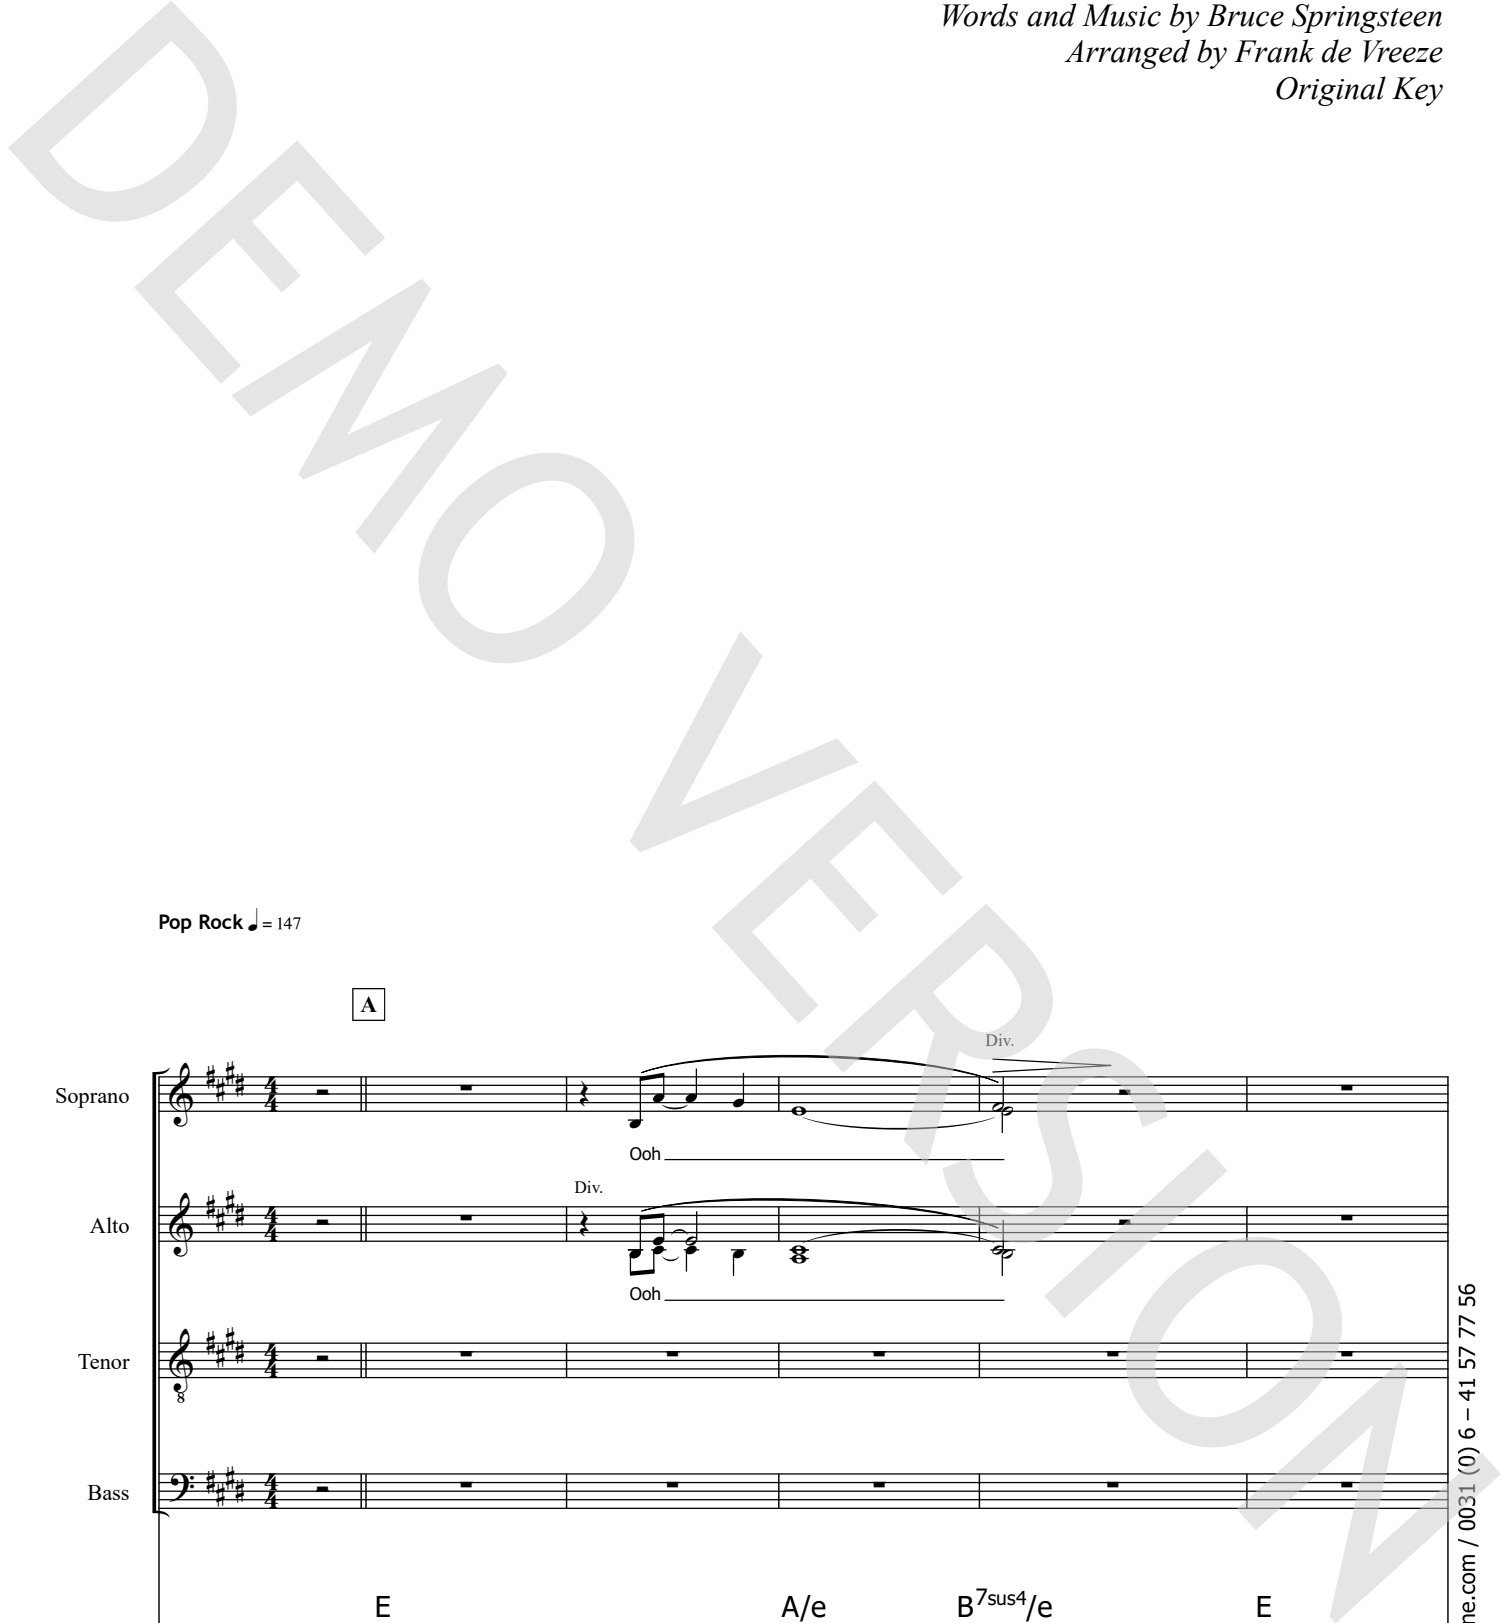 Words and Music by Bruce Springsteen
Arranged by Frank de Vreeze
Original Key
DEMO VERSION
Pop Rock ♩ = 147
A
Div.
Soprano
Ooh
Div.
Alto
Ooh
Tenor
8
Bass
E A/e B7sus4/e E
ne.com / 0031 (0) 6 – 41 57 77 56